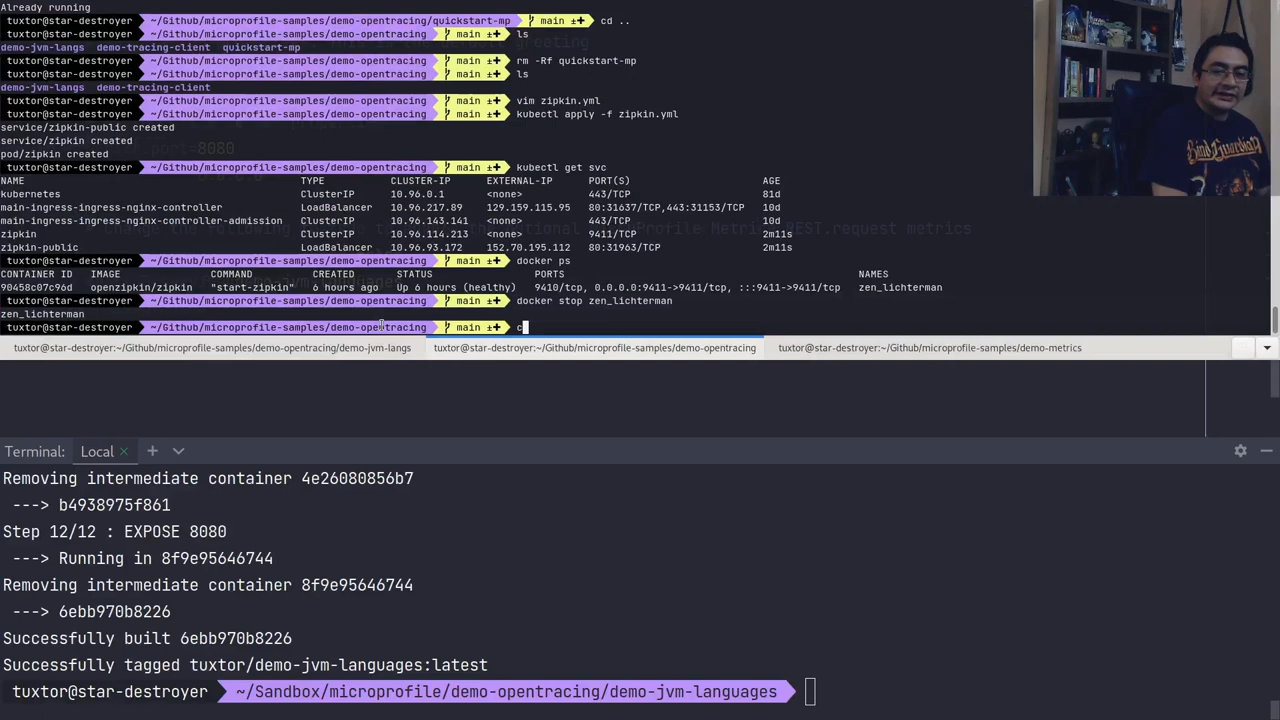 Already running
tuxtor@star-destroyer ~/Github/microprofile-samples/demo-opentracing/quickstart-mp main ±✚ cd ..
tuxtor@star-destroyer ~/Github/microprofile-samples/demo-opentracing main ±✚ ls
demo-jvm-langs demo-tracing-client quickstart-mp
tuxtor@star-destroyer ~/Github/microprofile-samples/demo-opentracing main ±✚ rm -Rf quickstart-mp
tuxtor@star-destroyer ~/Github/microprofile-samples/demo-opentracing main ±✚ ls
demo-jvm-langs demo-tracing-client
tuxtor@star-destroyer ~/Github/microprofile-samples/demo-opentracing main ±✚ vim zipkin.yml
tuxtor@star-destroyer ~/Github/microprofile-samples/demo-opentracing main ±✚ kubectl apply -f zipkin.yml
service/zipkin-public created
service/zipkin created
pod/zipkin created
tuxtor@star-destroyer ~/Github/microprofile-samples/demo-opentracing main ±✚ kubectl get svc
NAME TYPE CLUSTER-IP EXTERNAL-IP PORT(S) AGE
kubernetes ClusterIP 10.96.0.1 <none> 443/TCP 81d
main-ingress-ingress-nginx-controller LoadBalancer 10.96.217.89 129.159.115.95 80:31637/TCP,443:31153/TCP 10d
main-ingress-ingress-nginx-controller-admission ClusterIP 10.96.143.141 <none> 443/TCP 10d
zipkin ClusterIP 10.96.114.213 <none> 9411/TCP 2m11s
zipkin-public LoadBalancer 10.96.93.172 152.70.195.112 80:31963/TCP 2m11s
tuxtor@star-destroyer ~/Github/microprofile-samples/demo-opentracing main ±✚ docker ps
CONTAINER ID IMAGE COMMAND CREATED STATUS PORTS NAMES
90458c07c96d openzipkin/zipkin "start-zipkin" 6 hours ago Up 6 hours (healthy) 9410/tcp, 0.0.0.0:9411->9411/tcp, :::9411->9411/tcp zen_lichterman
tuxtor@star-destroyer ~/Github/microprofile-samples/demo-opentracing main ±✚ docker stop zen_lichterman
zen_lichterman
tuxtor@star-destroyer ~/Github/microprofile-samples/demo-opentracing main ±✚ c
tuxtor@star-destroyer:~/Github/microprofile-samples/demo-opentracing/demo-jvm-langs tuxtor@star-destroyer:~/Github/microprofile-samples/demo-opentracing tuxtor@star-destroyer:~/Github/microprofile-samples/demo-metrics
Terminal: Local
Removing intermediate container 4e26080856b7
---> b4938975f861
Step 12/12 : EXPOSE 8080
---> Running in 8f9e95646744
Removing intermediate container 8f9e95646744
---> 6ebb970b8226
Successfully built 6ebb970b8226
Successfully tagged tuxtor/demo-jvm-languages:latest
tuxtor@star-destroyer ~/Sandbox/microprofile/demo-opentracing/demo-jvm-languages